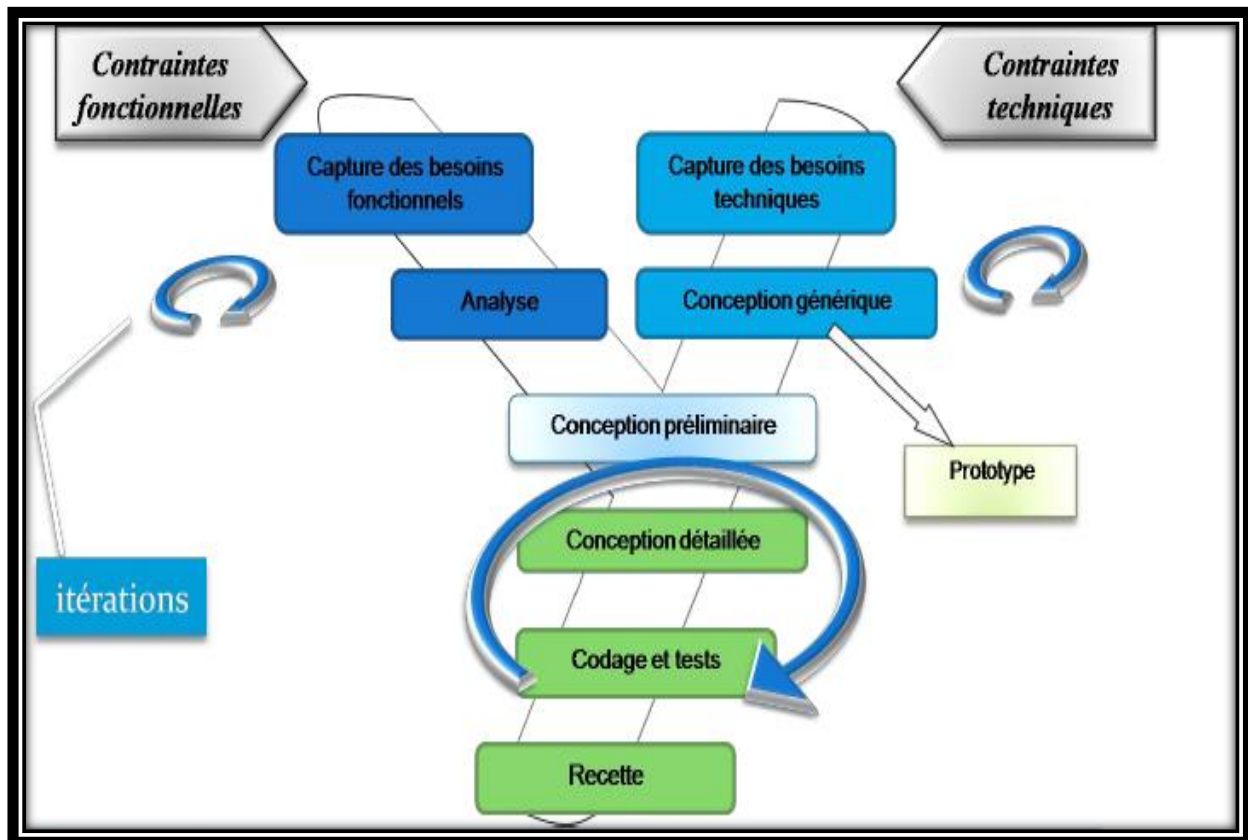 Contraintes
fonctionnelles
Contraintes
techniques
Capture des besoins
fonctionnels
Capture des besoins
techniques
Analyse
Conception générique
Conception préliminaire
Prototype
Conception détaillée
itérations
Codage et tests
Recette